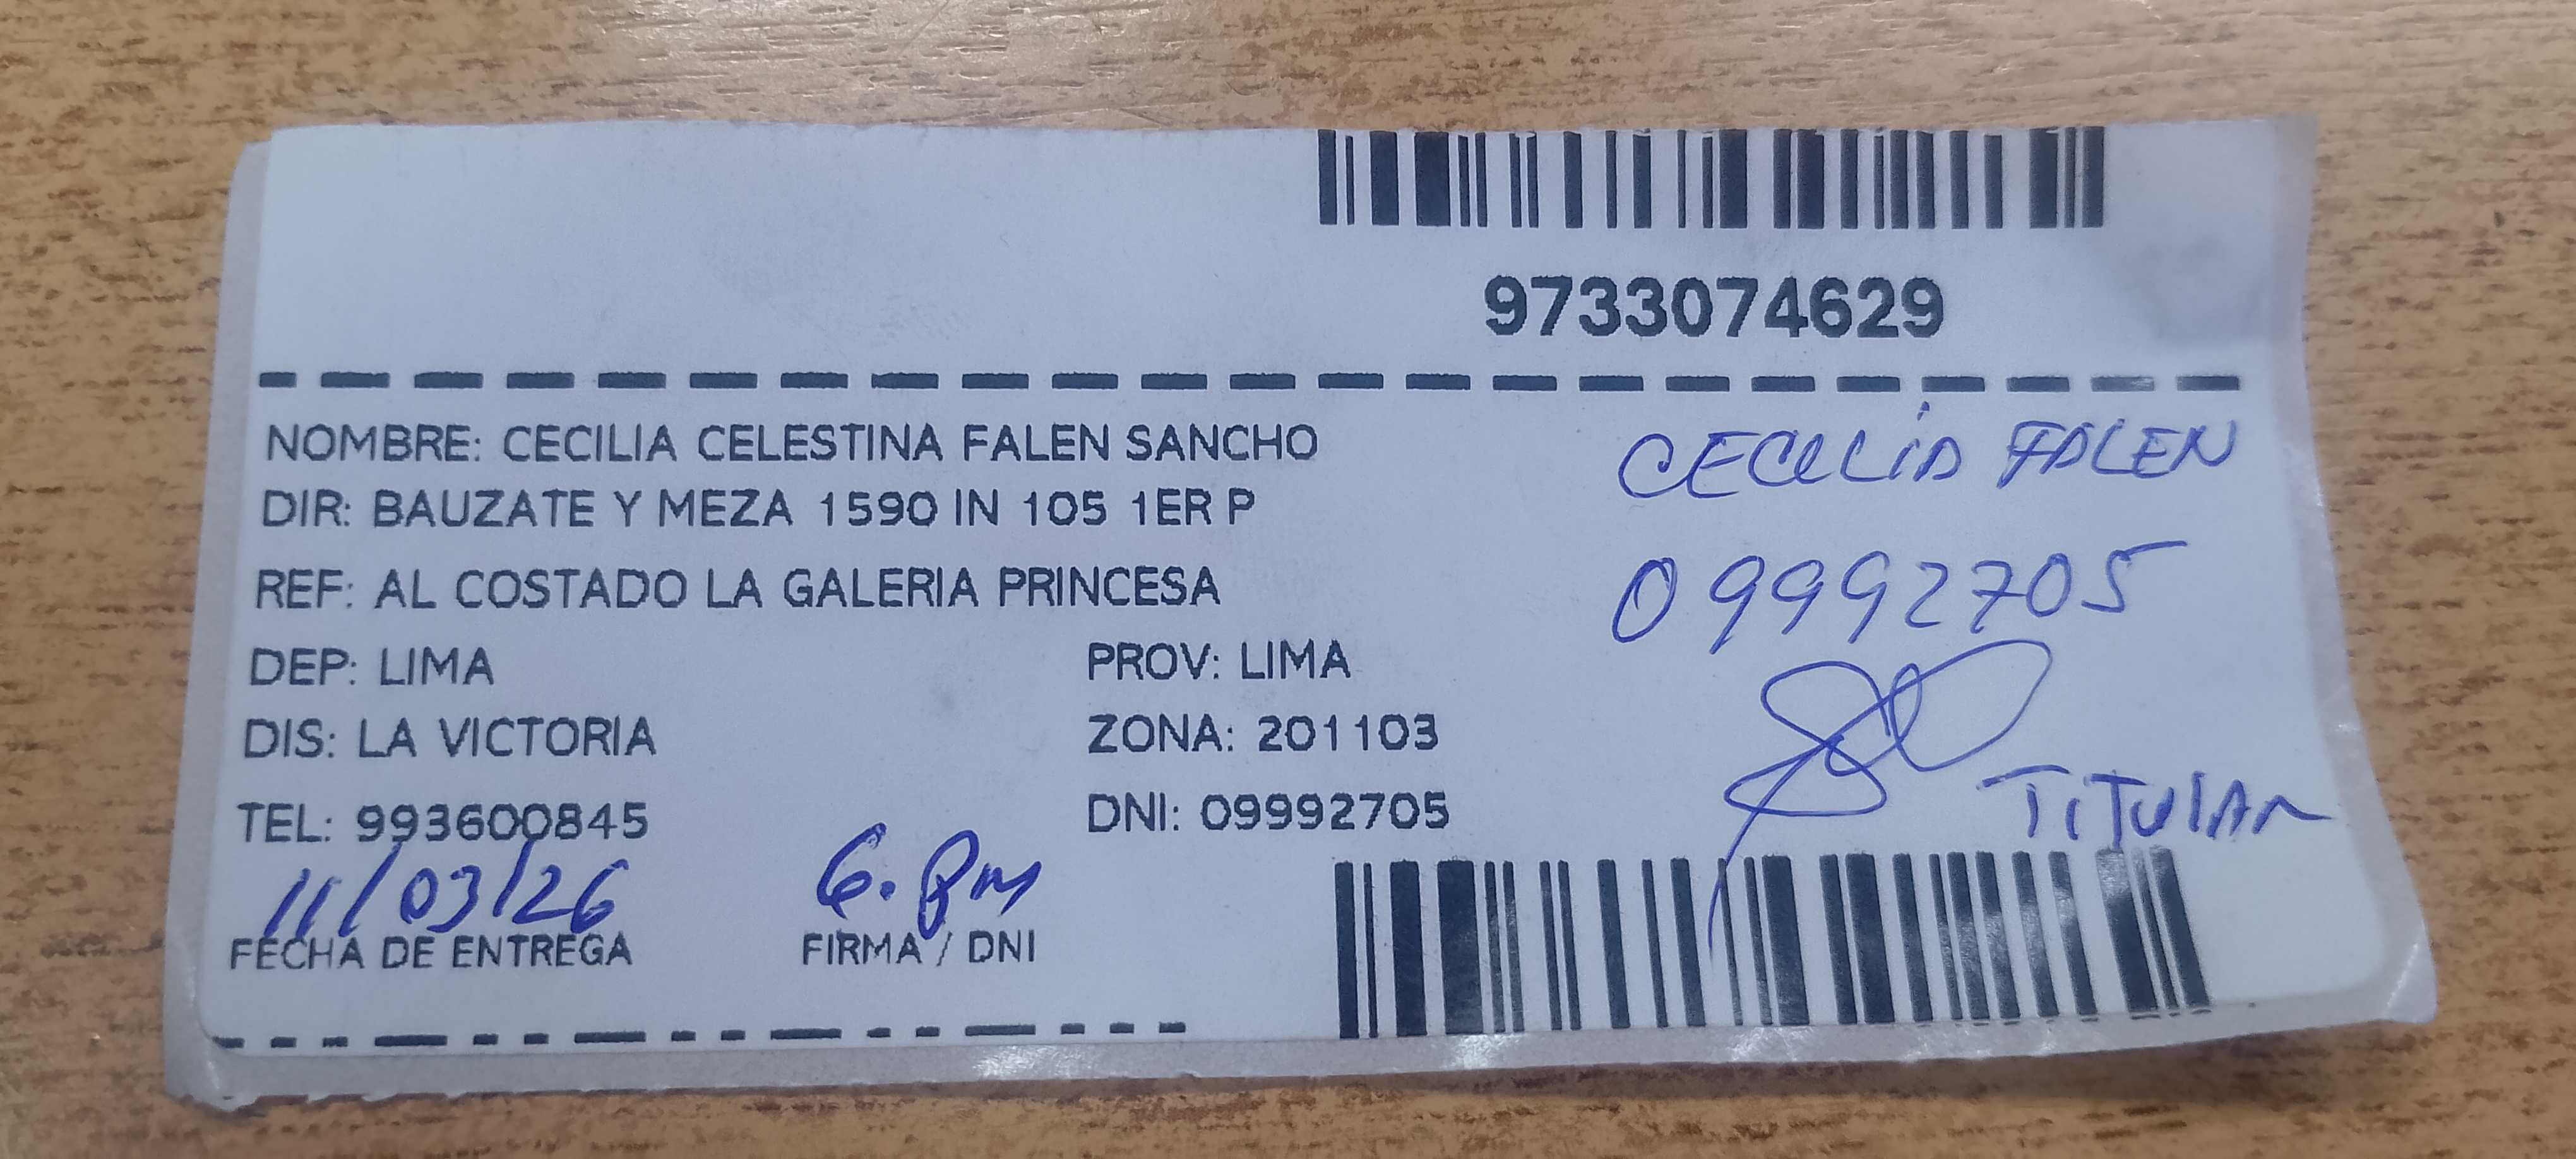 9733074629
NOMBRE: CECILIA CELESTINA FALEN SANCHO
CECILIA FALEN
DIR: BAUZATE Y MEZA 1590 IN 105 1ER P
REF: AL COSTADO LA GALERIA PRINCESA
09992705
DEP: LIMA PROV: LIMA
DIS: LA VICTORIA ZONA: 201103
TEL: 993600845 DNI: 09992705
TITULAR
11/03/26 6.PM
FECHA DE ENTREGA FIRMA / DNI